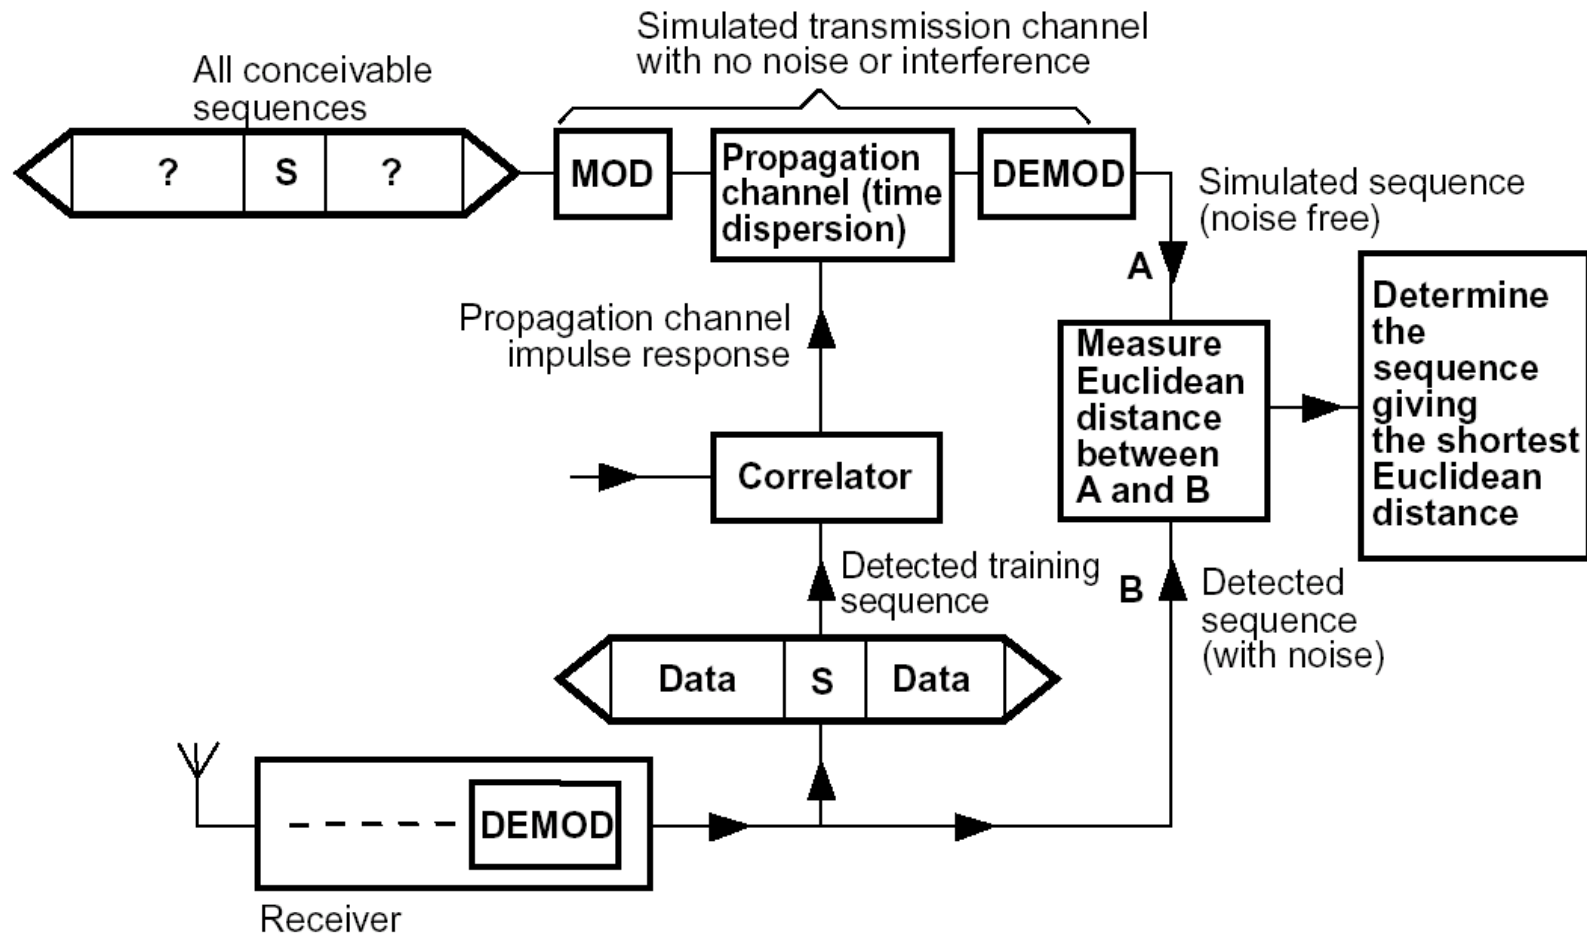 Simulated transmission channel
with no noise or interference
All conceivable
sequences
?
S
?
MOD
Propagation
channel (time
dispersion)
DEMOD
Simulated sequence
(noise free)
A
Propagation channel
impulse response
Measure
Euclidean
distance
between
A and B
Determine
the
sequence
giving
the shortest
Euclidean
distance
Correlator
Detected training
sequence
B
Detected
sequence
(with noise)
Data
S
Data
DEMOD
Receiver